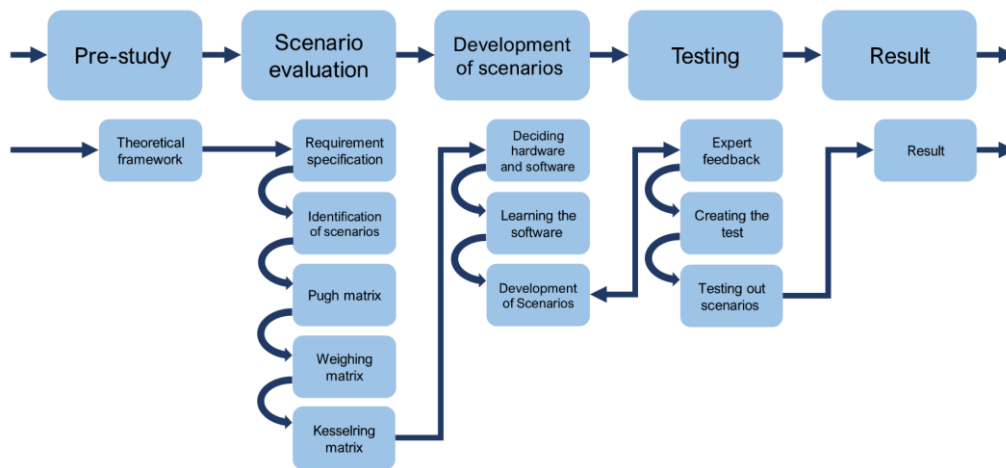 Pre-study
Scenario
evaluation
Development
of scenarios
Testing
Result
Theoretical
framework
Requirement
specification
Identification
of scenarios
Pugh matrix
Weighing
matrix
Kesselring
matrix
Deciding
hardware
and software
Learning the
software
Development
of Scenarios
Expert
feedback
Creating the
test
Testing out
scenarios
Result